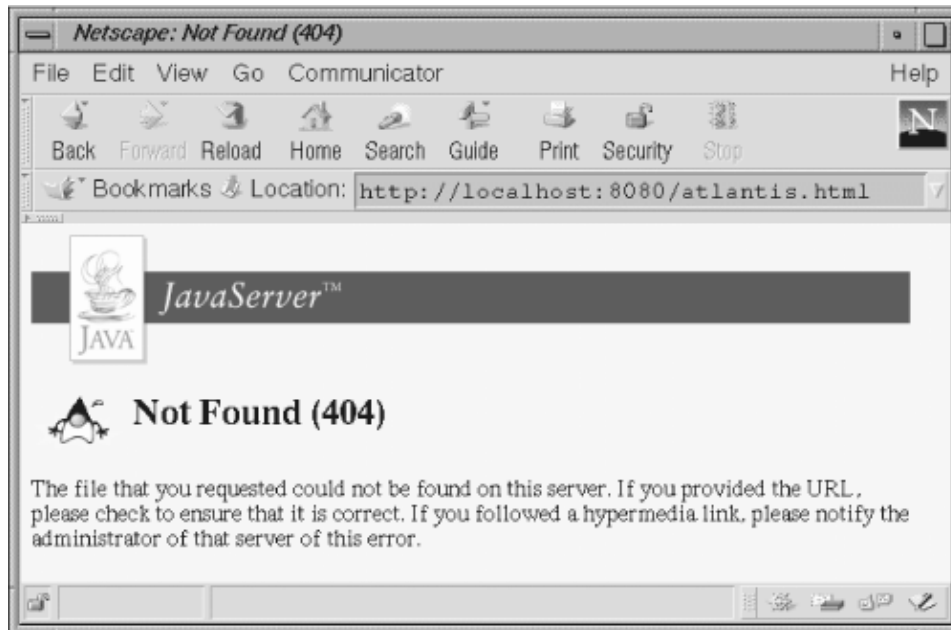 Netscape: Not Found (404)
File Edit View Go Communicator Help
Back Forward Reload Home Search Guide Print Security Stop
N
Bookmarks Location: http://localhost:8080/atlantis.html
JavaServer™
JAVA
Not Found (404)
The file that you requested could not be found on this server. If you provided the URL,
please check to ensure that it is correct. If you followed a hypermedia link, please notify the
administrator of that server of this error.